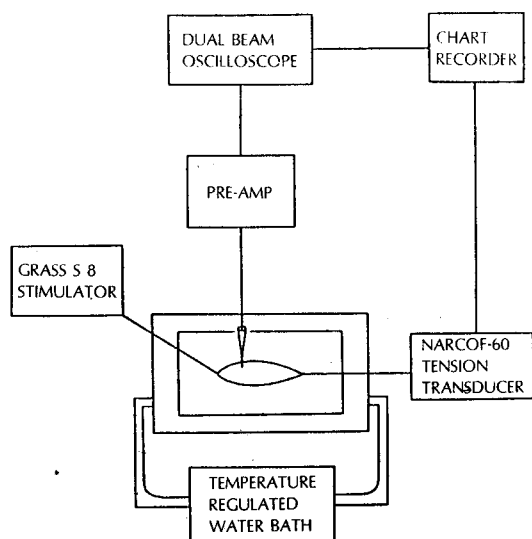 DUAL BEAM
OSCILLOSCOPE
CHART
RECORDER
PRE-AMP
GRASS S 8
STIMULATOR
NARCOF-60
TENSION
TRANSDUCER
TEMPERATURE
REGULATED
WATER BATH